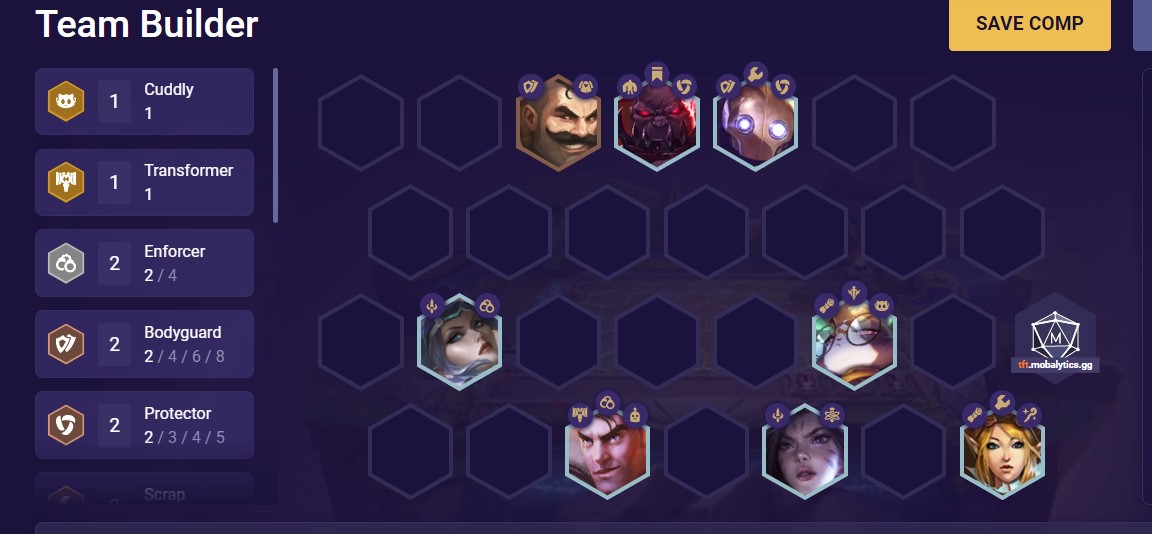 Team Builder
SAVE COMP
1 Cuddly
1
1 Transformer
1
2 Enforcer
2 / 4
2 Bodyguard
2 / 4 / 6 / 8
2 Protector
2 / 3 / 4 / 5
Scrap
M
tft.mobalytics.gg